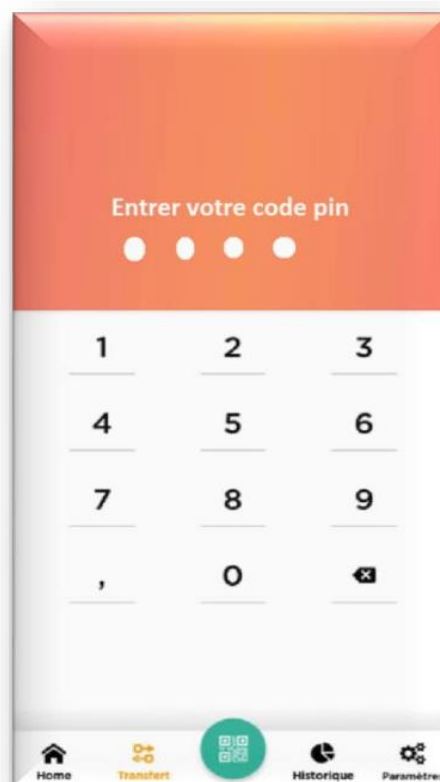 Entrer votre code pin
1 2 3
4 5 6
7 8 9
, 0
Home Transfert Historique Paramètres